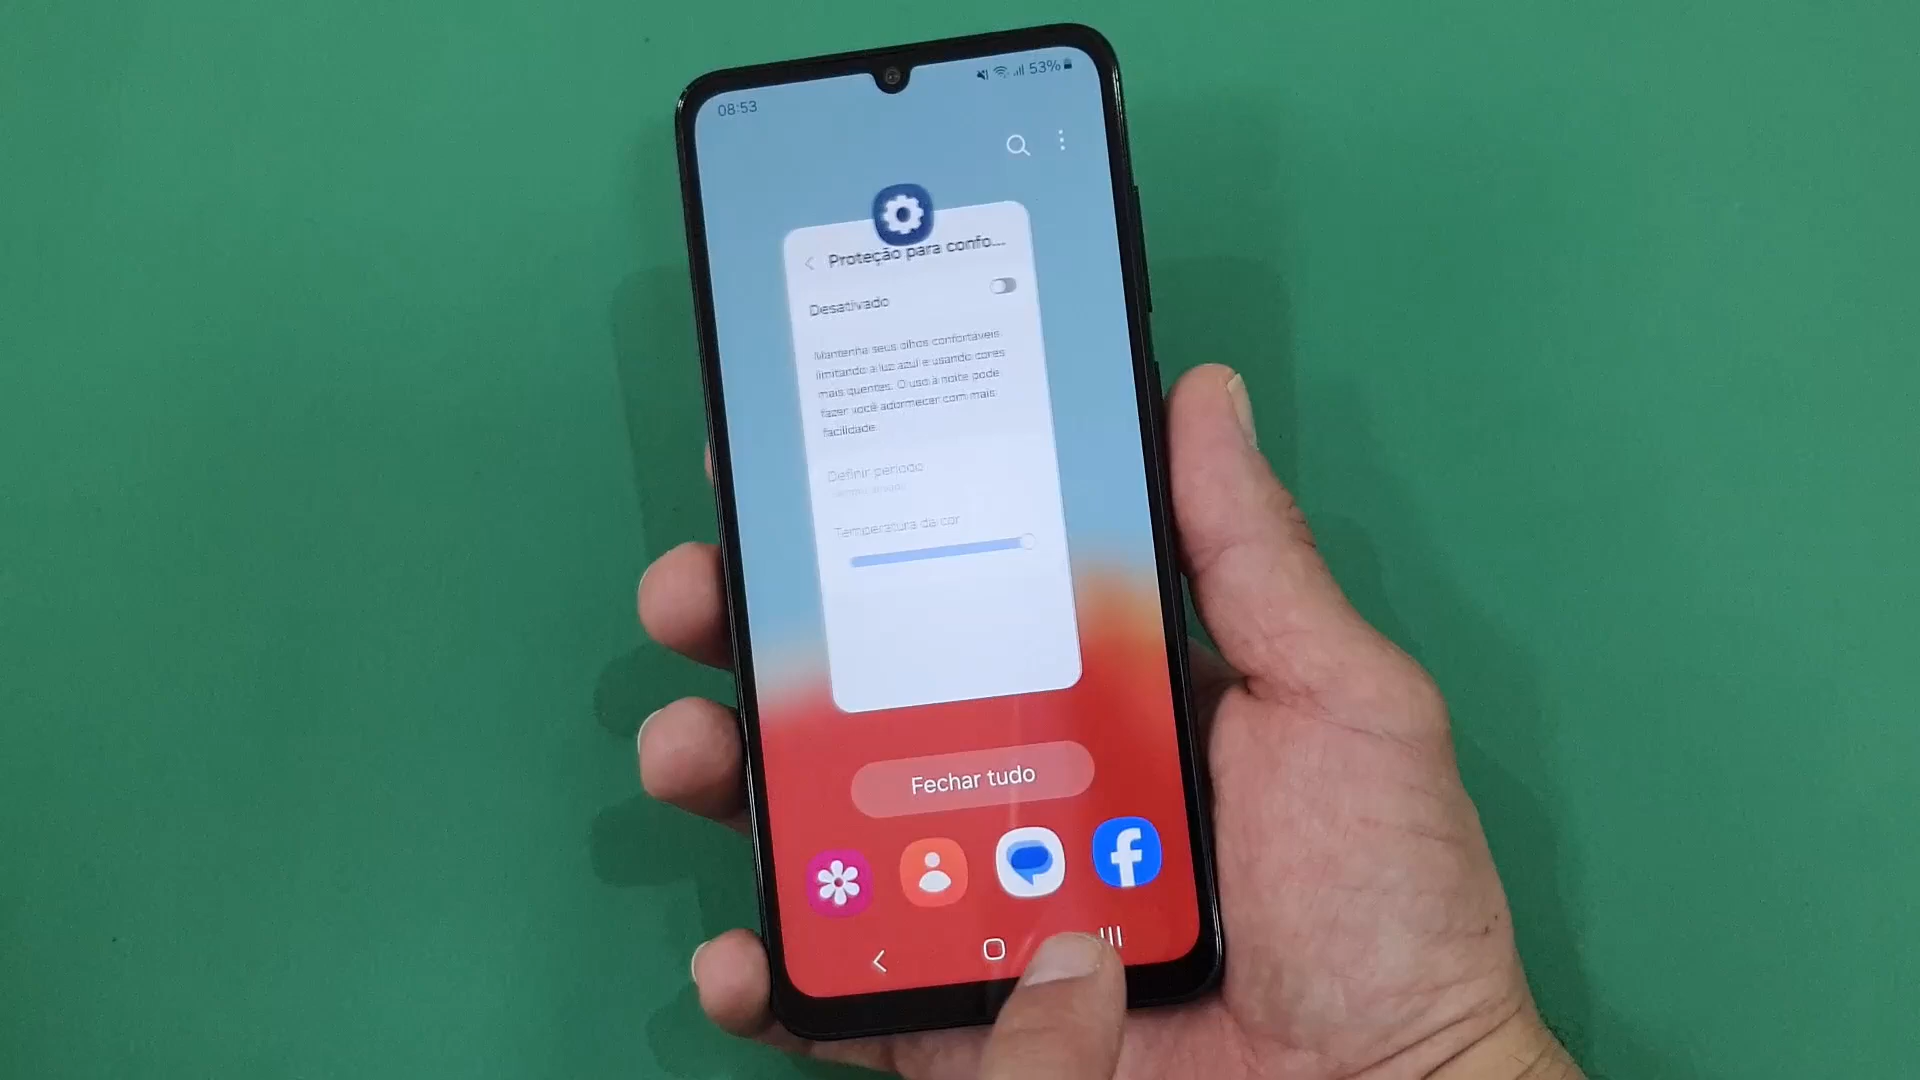 08:53
53%
Proteção para confo...
Desativado
Mantenha seus olhos confortáveis
limitando a luz azul e usando cores
mais quentes. O uso à noite pode
fazer você adormecer com mais
facilidade.
Definir período
Temperatura da cor
Fechar tudo